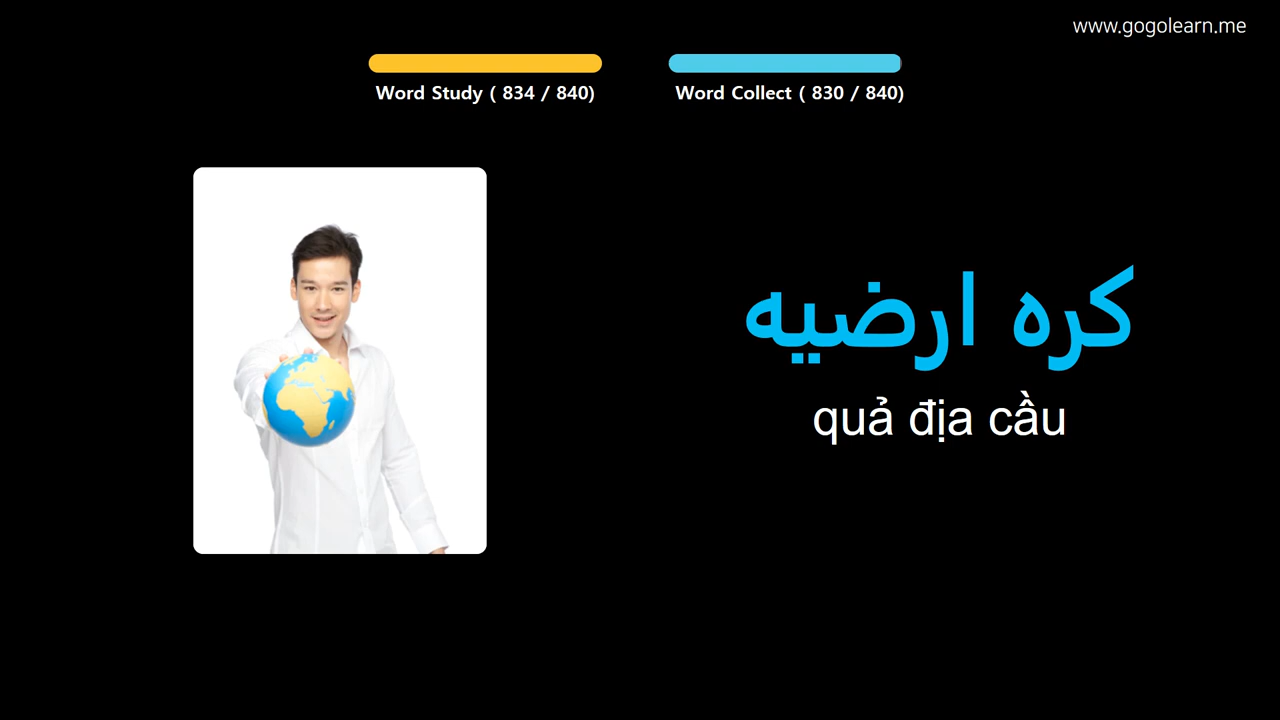 www.gogolearn.me
Word Study ( 834 / 840)
Word Collect ( 830 / 840)
کره ارضیه
quả địa cầu